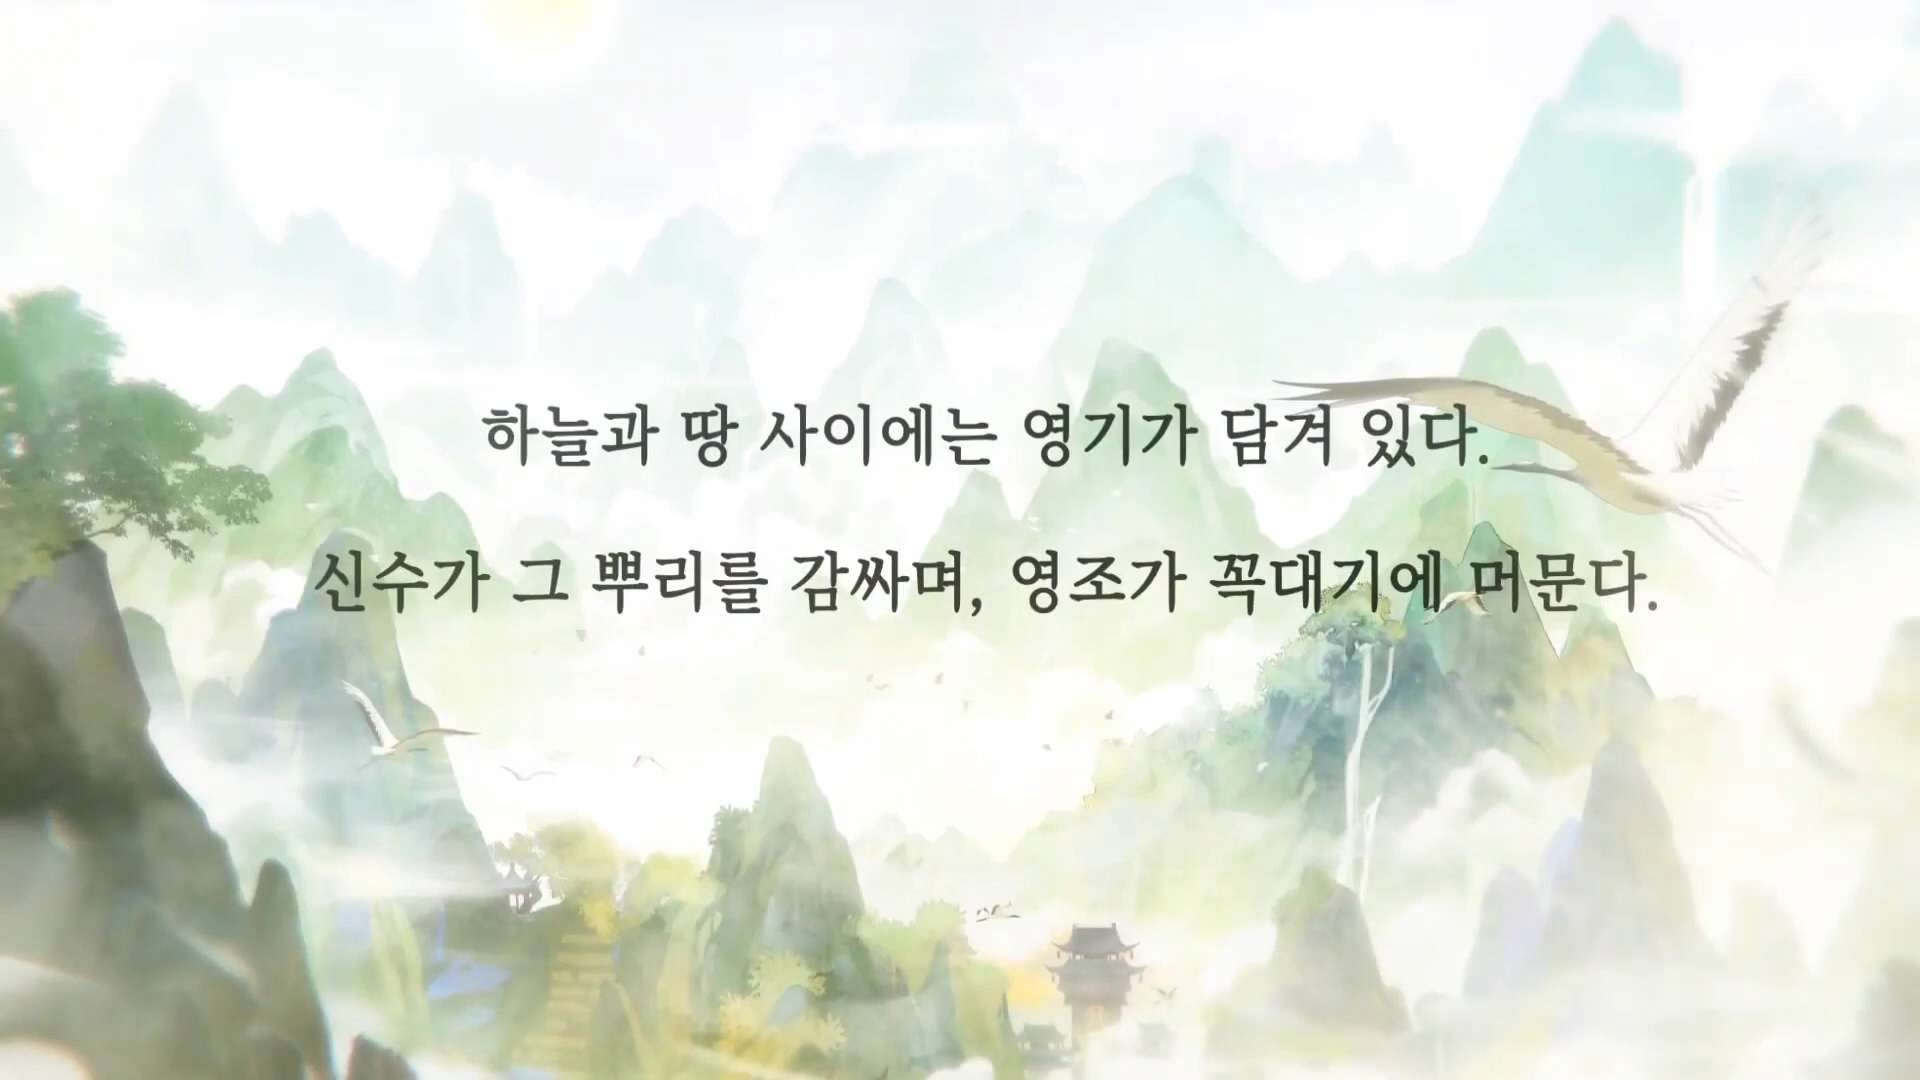 하늘과 땅 사이에는 영기가 담겨 있다.
신수가 그 뿌리를 감싸며, 영조가 꼭대기에 머문다.